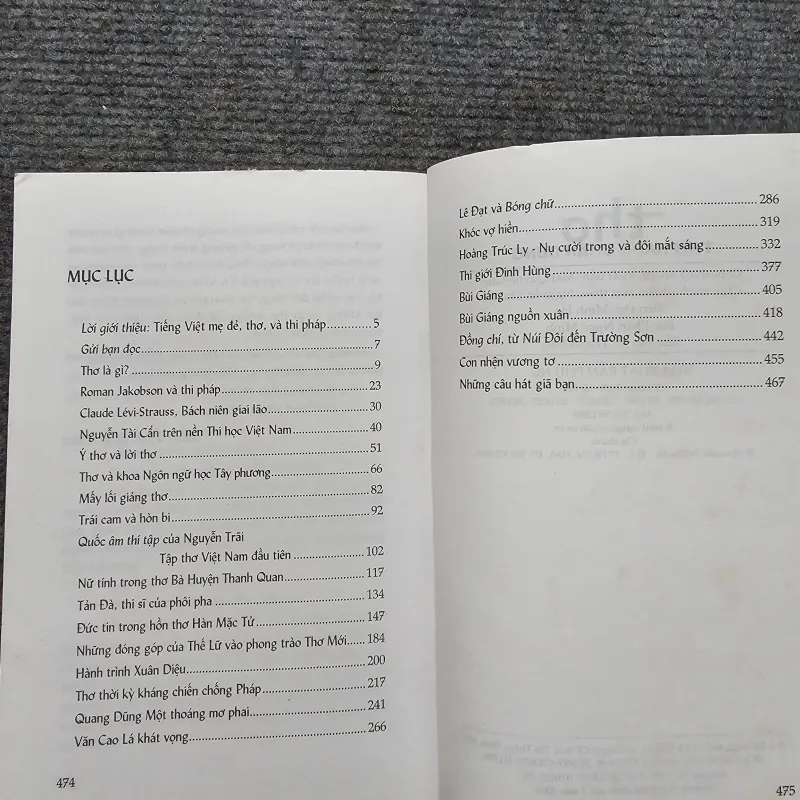 MỤC LỤC
Lời giới thiệu: Tiếng Việt mẹ đẻ, thơ, và thi pháp...............5
Gửi bạn đọc...............7
Thơ là gì?...............9
Roman Jakobson và thi pháp...............23
Claude Lévi-Strauss, Bách niên giai lão...............30
Nguyễn Tài Cẩn trên nền Thi học Việt Nam...............40
Ý thơ và lời thơ...............51
Thơ và khoa Ngôn ngữ học Tây phương...............66
Mấy lối giảng thơ...............82
Trái cam và hòn bi...............92
Quốc âm thi tập của Nguyễn Trãi
Tập thơ Việt Nam đầu tiên...............102
Nữ tính trong thơ Bà Huyện Thanh Quan...............117
Tản Đà, thi sĩ của phôi pha...............134
Đức tin trong hồn thơ Hàn Mặc Tử...............147
Những đóng góp của Thế Lữ vào phong trào Thơ Mới......184
Hành trình Xuân Diệu...............200
Thơ thời kỳ kháng chiến chống Pháp...............217
Quang Dũng Một thoáng mơ phai...............241
Văn Cao Lá khát vọng...............266
474
Lê Đạt và Bóng chữ...............286
Khóc vợ hiền...............319
Hoàng Trúc Ly - Nụ cười trong và đôi mắt sáng...............332
Thi giới Đinh Hùng...............377
Bùi Giáng...............405
Bùi Giáng nguồn xuân...............418
Đồng chí, từ Núi Đôi đến Trường Sơn...............442
Con nhện vương tơ...............455
Những câu hát giã bạn...............467
475